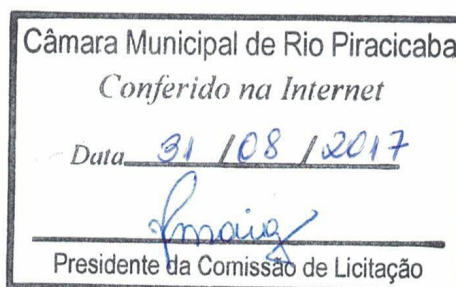 Câmara Municipal de Rio Piracicaba
Conferido na Internet
Data 31 / 08 / 2017
Presidente da Comissão de Licitação